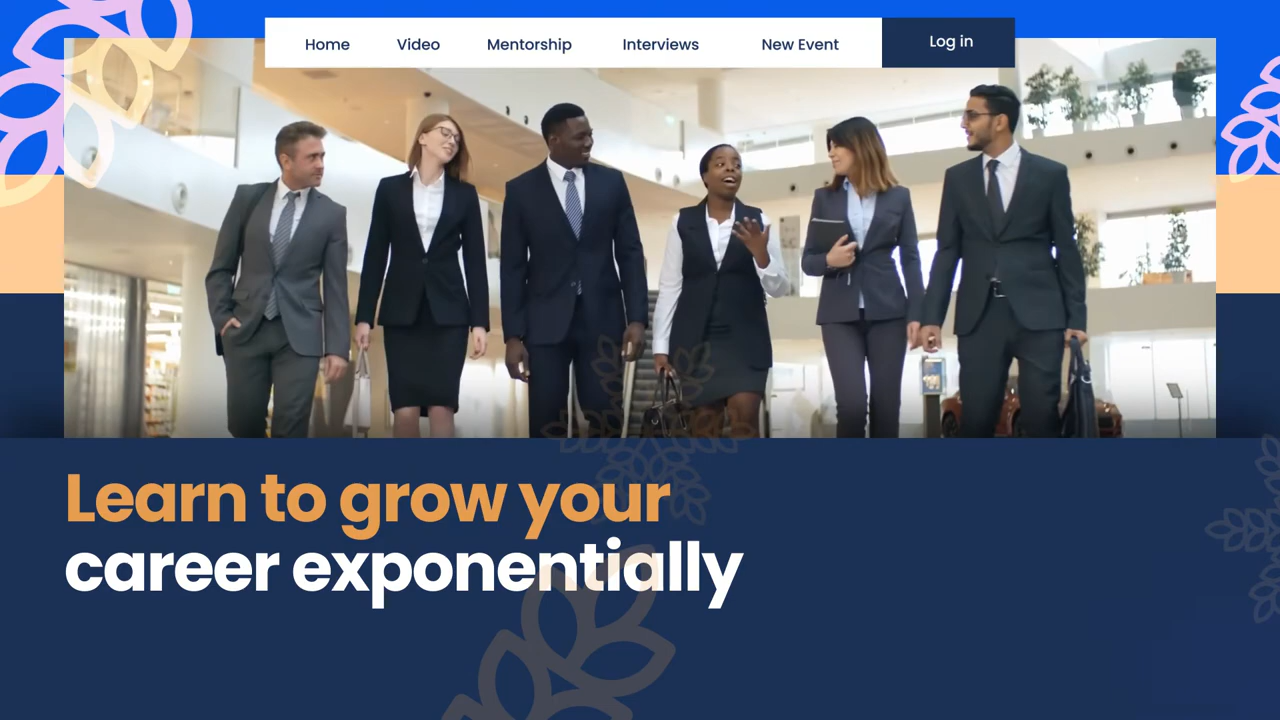 Home
Video
Mentorship
Interviews
New Event
Log in
Learn to grow your
career exponentially